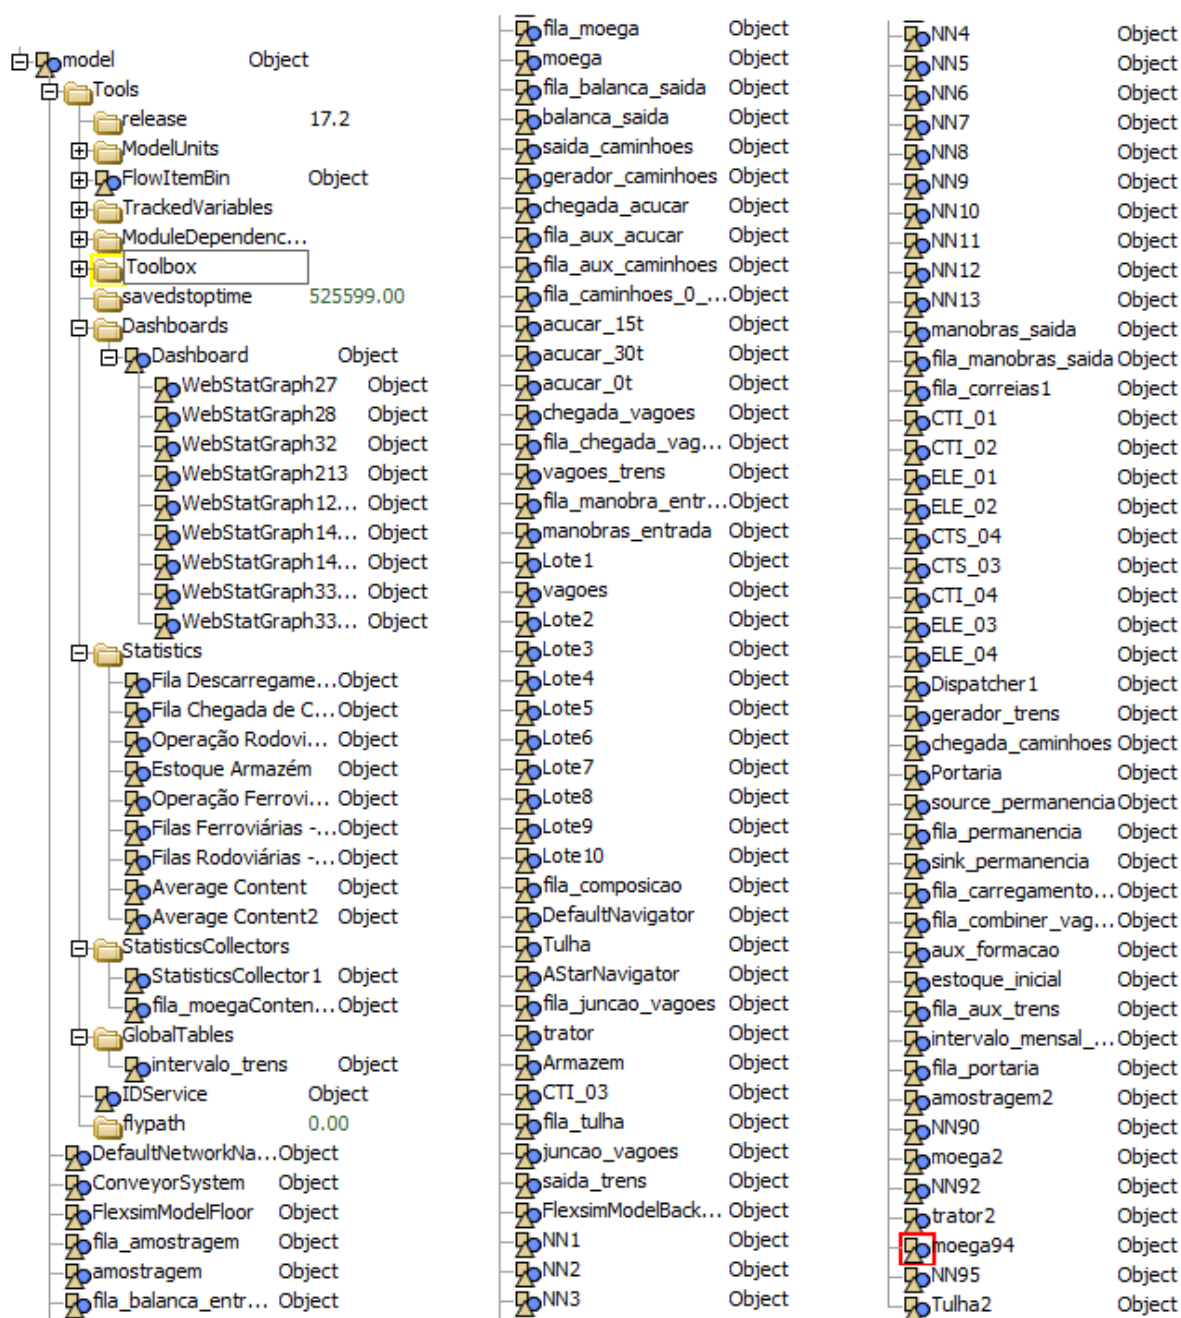 model Object
Tools
release 17.2
ModelUnits
FlowItemBin Object
TrackedVariables
ModuleDependenc...
Toolbox
savedstoptime 525599.00
Dashboards
Dashboard Object
WebStatGraph27 Object
WebStatGraph28 Object
WebStatGraph32 Object
WebStatGraph213 Object
WebStatGraph12... Object
WebStatGraph14... Object
WebStatGraph14... Object
WebStatGraph33... Object
WebStatGraph33... Object
Statistics
Fila Descarregame... Object
Fila Chegada de C... Object
Operação Rodovi... Object
Estoque Armazém Object
Operação Ferrovi... Object
Filas Ferroviárias -... Object
Filas Rodoviárias -... Object
Average Content Object
Average Content2 Object
StatisticsCollectors
StatisticsCollector1 Object
fila_moegaConten... Object
GlobalTables
intervalo_trens Object
IDService Object
flypath 0.00
DefaultNetworkNa... Object
ConveyorSystem Object
FlexsimModelFloor Object
fila_amostragem Object
amostragem Object
fila_balanca_entr... Object
fila_moega Object
moega Object
fila_balanca_saida Object
balanca_saida Object
saida_caminhoes Object
gerador_caminhoes Object
chegada_acucar Object
fila_aux_acucar Object
fila_aux_caminhoes Object
fila_caminhoes_0_... Object
acucar_15t Object
acucar_30t Object
acucar_0t Object
chegada_vagoes Object
fila_chegada_vag... Object
vagoes_trens Object
fila_manobra_entr... Object
manobras_entrada Object
Lote1 Object
vagoes Object
Lote2 Object
Lote3 Object
Lote4 Object
Lote5 Object
Lote6 Object
Lote7 Object
Lote8 Object
Lote9 Object
Lote10 Object
fila_composicao Object
DefaultNavigator Object
Tulha Object
AStarNavigator Object
fila_juncao_vagoes Object
trator Object
Armazem Object
CTI_03 Object
fila_tulha Object
juncao_vagoes Object
saida_trens Object
FlexsimModelBack... Object
NN1 Object
NN2 Object
NN3 Object
NN4 Object
NN5 Object
NN6 Object
NN7 Object
NN8 Object
NN9 Object
NN10 Object
NN11 Object
NN12 Object
NN13 Object
manobras_saida Object
fila_manobras_saida Object
fila_correias1 Object
CTI_01 Object
CTI_02 Object
ELE_01 Object
ELE_02 Object
CTS_04 Object
CTS_03 Object
CTI_04 Object
ELE_03 Object
ELE_04 Object
Dispatcher1 Object
gerador_trens Object
chegada_caminhoes Object
Portaria Object
source_permanencia Object
fila_permanencia Object
sink_permanencia Object
fila_carregamento... Object
fila_combiner_vag... Object
aux_formacao Object
estoque_inicial Object
fila_aux_trens Object
intervalo_mensal_... Object
fila_portaria Object
amostragem2 Object
NN90 Object
moega2 Object
NN92 Object
trator2 Object
moega94 Object
NN95 Object
Tulha2 Object